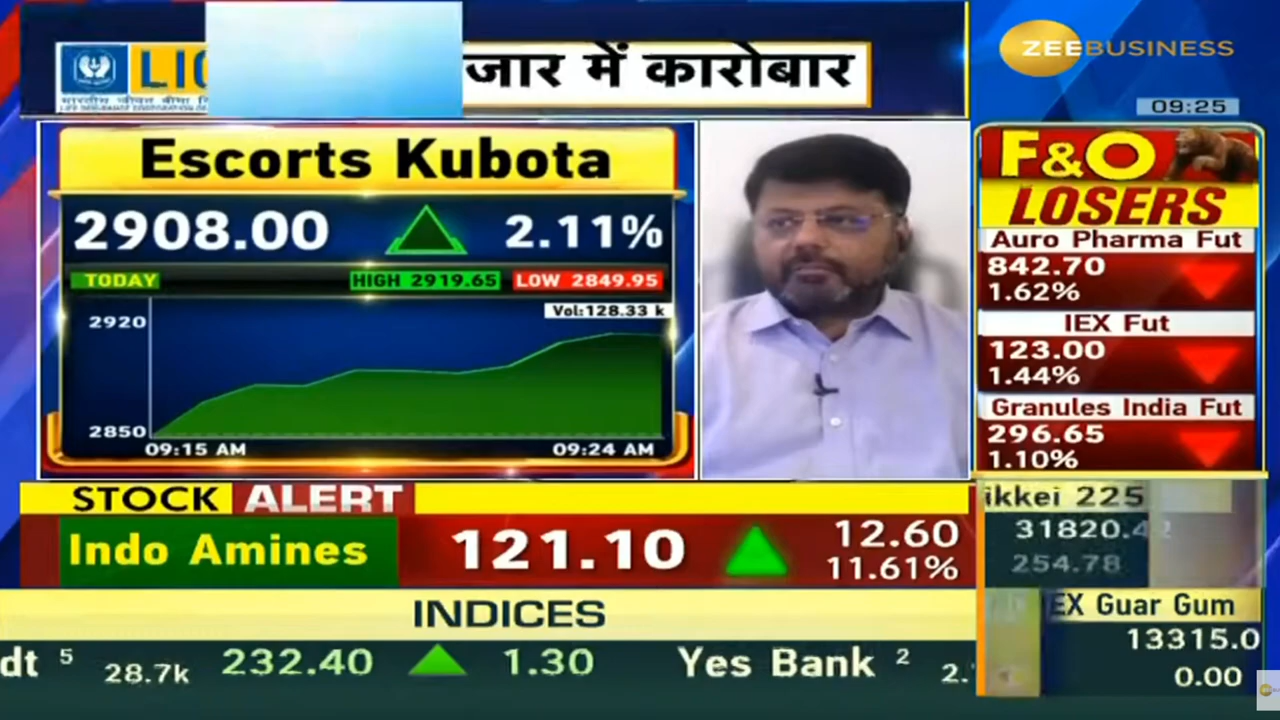 LIC
भारतीय जीवन बीमा
में कारोबार
ZEEBUSINESS
09:25
Escorts Kubota
2908.00 2.11%
TODAY HIGH 2919.65 LOW 2849.95
Vol:128.33 k
2920
2850
09:15 AM 09:24 AM
F&O
LOSERS
Auro Pharma Fut
842.70
1.62%
IEX Fut
123.00
1.44%
Granules India Fut
296.65
1.10%
STOCK ALERT
Indo Amines 121.10 12.60
11.61%
225
31820.42
254.78
Guar Gum
13315.0
0.00
INDICES
5 28.7k 232.40 1.30 Yes Bank 2